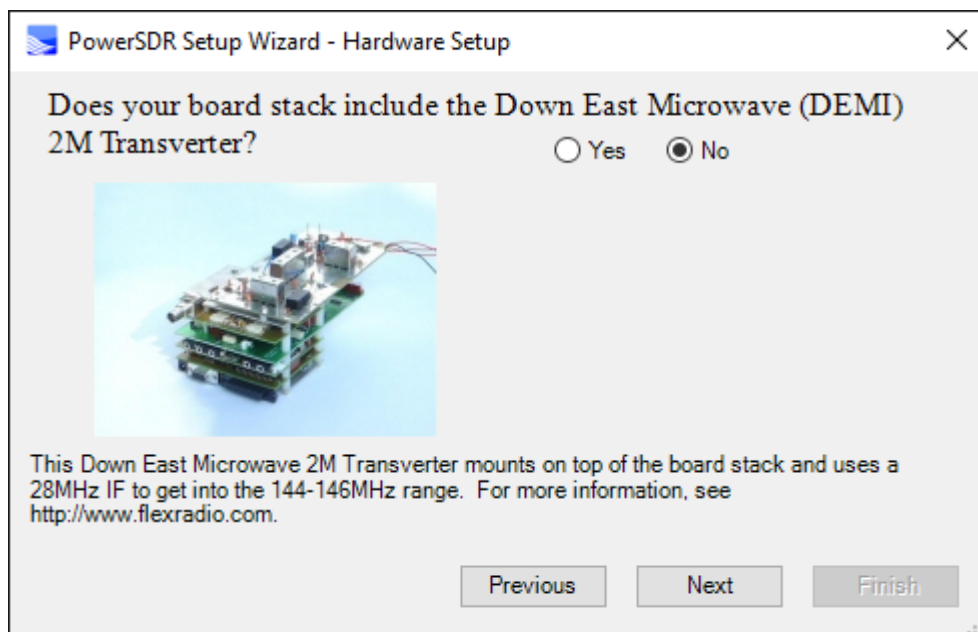 PowerSDR Setup Wizard - Hardware Setup
Does your board stack include the Down East Microwave (DEMI)
2M Transverter?
Yes
No
This Down East Microwave 2M Transverter mounts on top of the board stack and uses a
28MHz IF to get into the 144-146MHz range.  For more information, see
http://www.flexradio.com.
Previous
Next
Finish